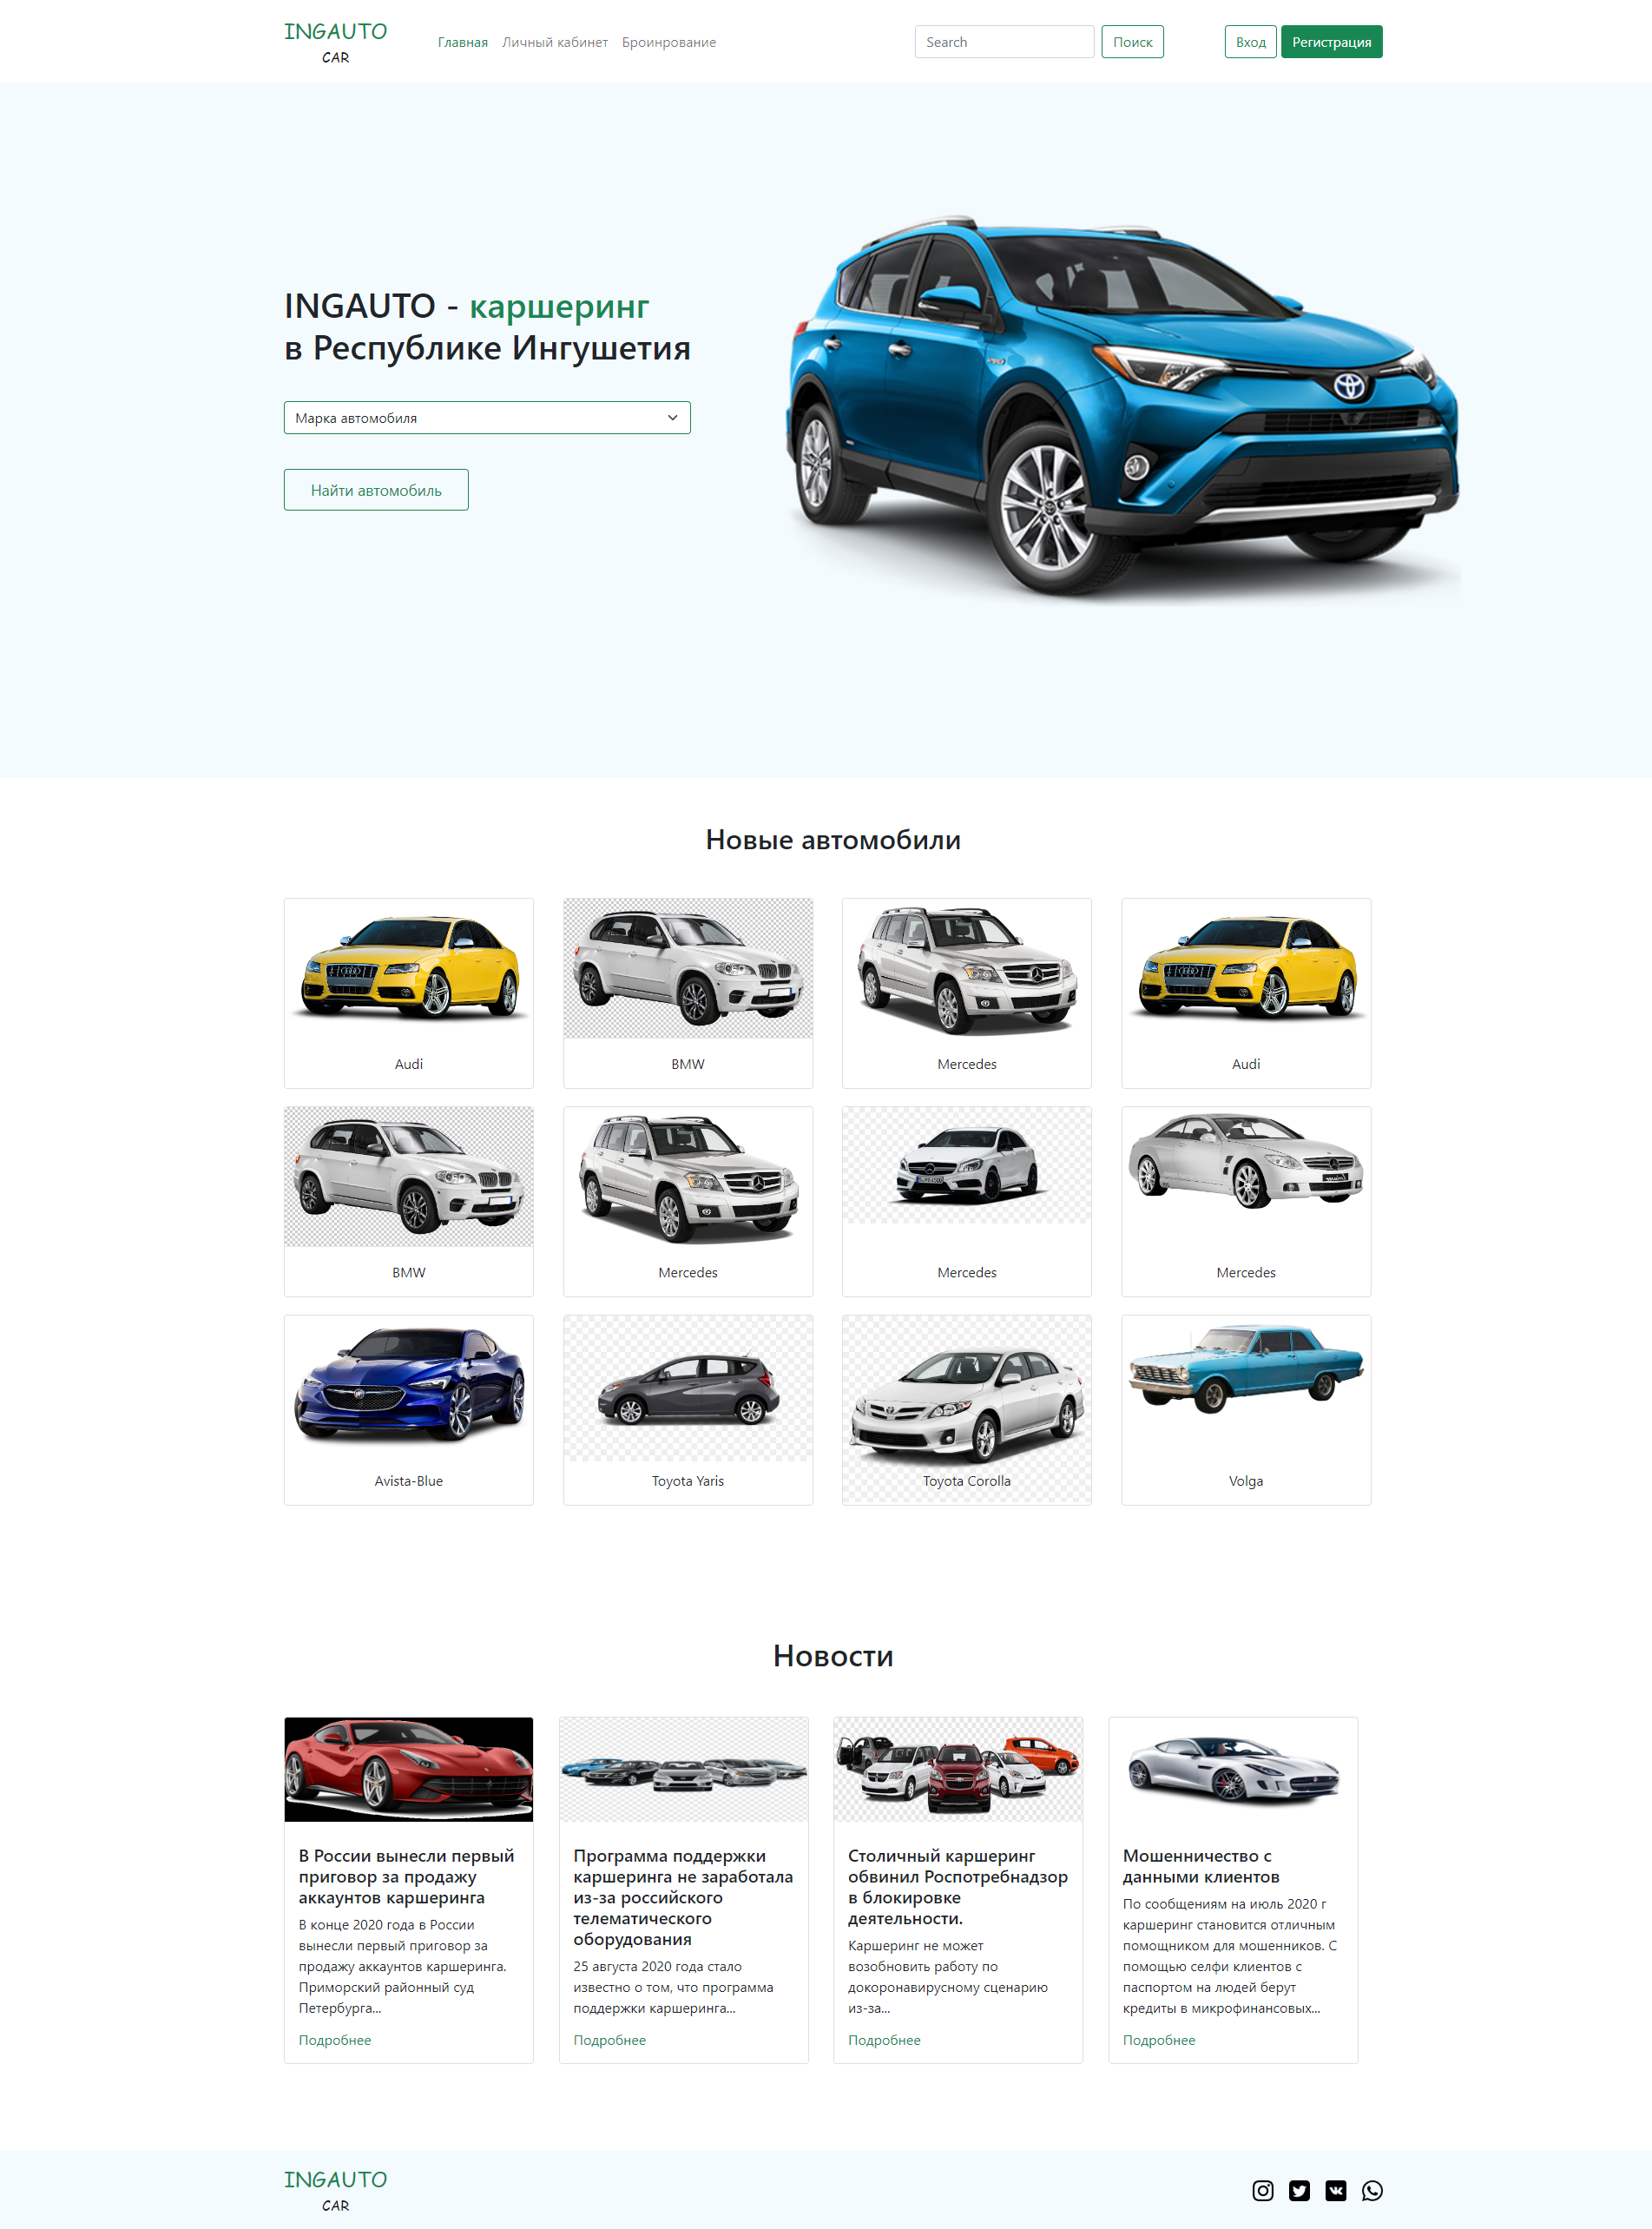 INGAUTO
CAR
Главная Личный кабинет Броинрование
Search Поиск
Вход Регистрация
INGAUTO - каршеринг
в Республике Ингушетия
Марка автомобиля
Найти автомобиль
Новые автомобили
Audi
BMW
Mercedes
Audi
BMW
Mercedes
Mercedes
Mercedes
Avista-Blue
Toyota Yaris
Toyota Corolla
Volga
Новости
В России вынесли первый
приговор за продажу
аккаунтов каршеринга
В конце 2020 года в России
вынесли первый приговор за
продажу аккаунтов каршеринга.
Приморский районный суд
Петербурга...
Подробнее
Программа поддержки
каршеринга не заработала
из-за российского
телематического
оборудования
25 августа 2020 года стало
известно о том, что программа
поддержки каршеринга...
Подробнее
Столичный каршеринг
обвинил Роспотребнадзор
в блокировке
деятельности.
Каршеринг не может
возобновить работу по
докоронавирусному сценарию
из-за...
Подробнее
Мошенничество с
данными клиентов
По сообщениям на июль 2020 г
каршеринг становится отличным
помощником для мошенников. С
помощью селфи клиентов с
паспортом на людей берут
кредиты в микрофинансовых...
Подробнее
INGAUTO
CAR